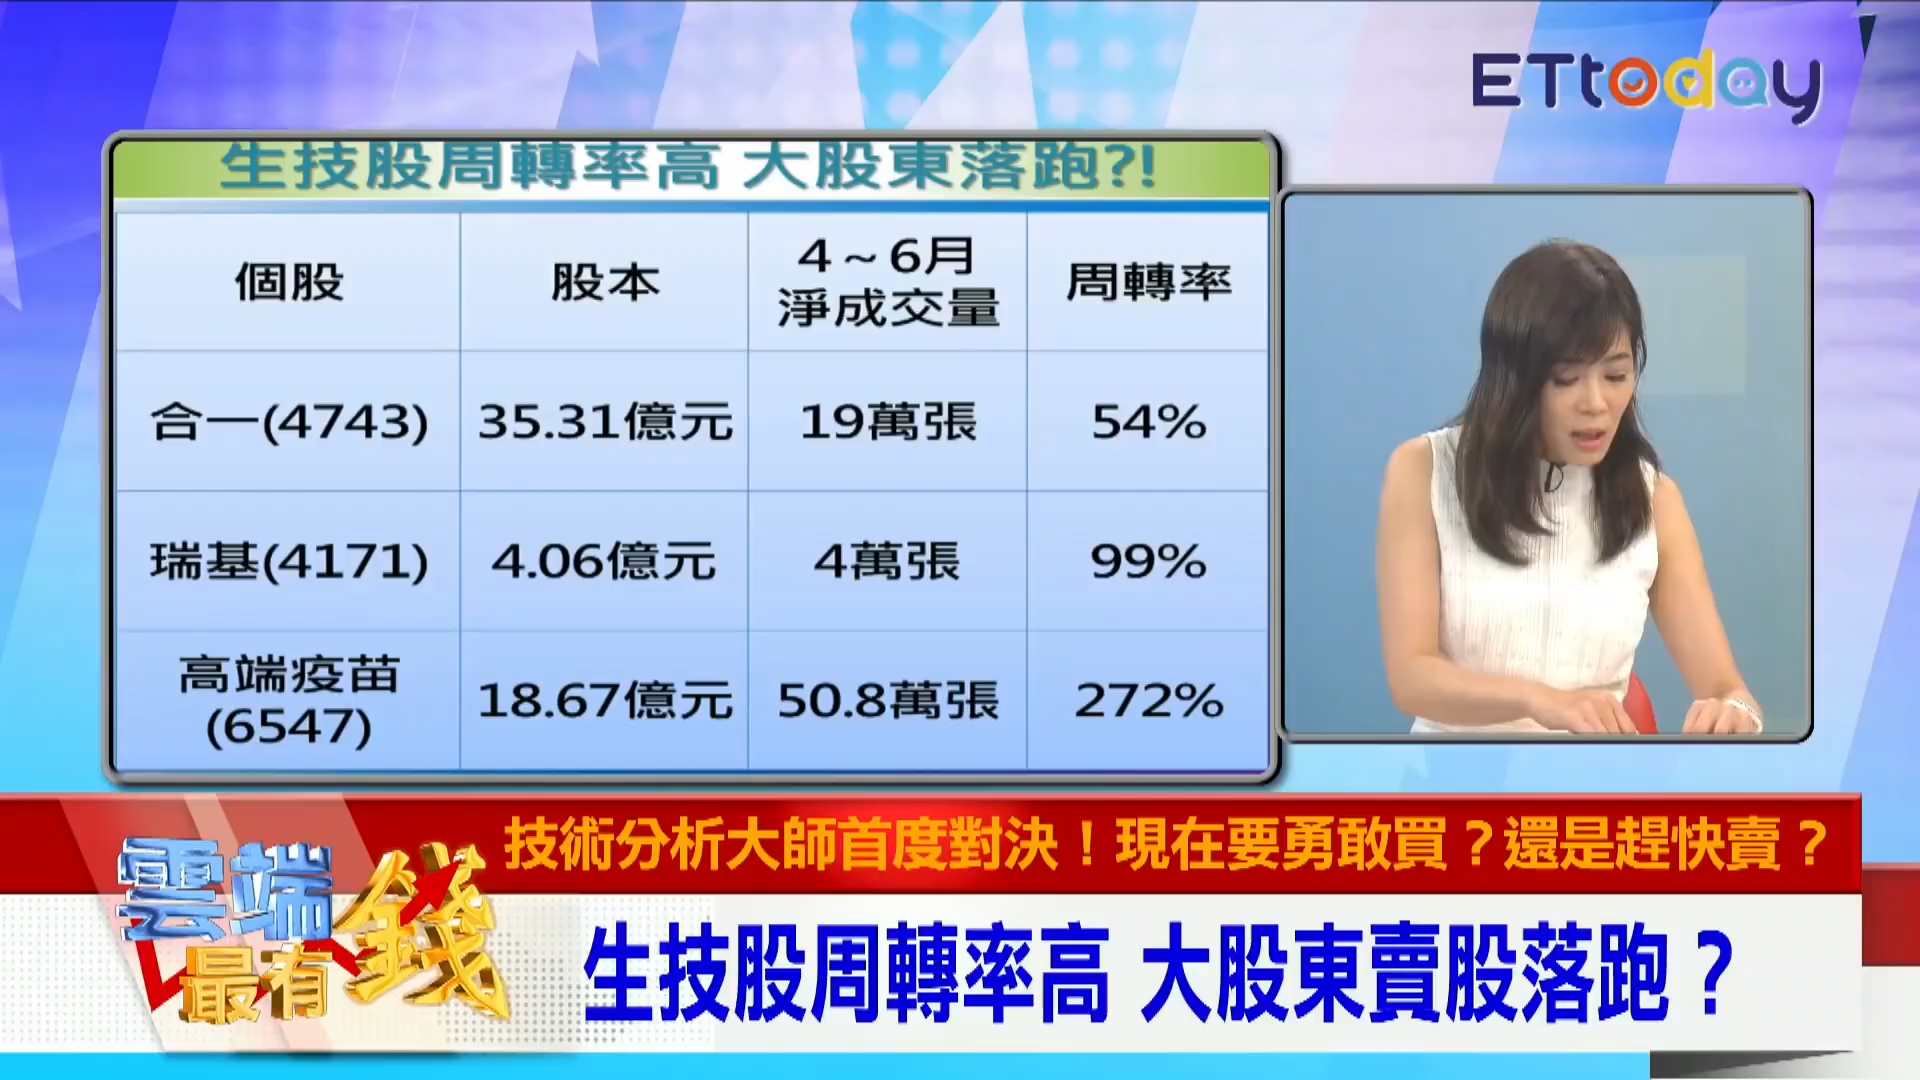 ETtoday
生技股周轉率高 大股東落跑?!
個股
股本
4～6月
淨成交量
周轉率
合一(4743)
35.31億元
19萬張
54%
瑞基(4171)
4.06億元
4萬張
99%
高端疫苗
(6547)
18.67億元
50.8萬張
272%
技術分析大師首度對決！現在要勇敢買？還是趕快賣？
雲端
最有錢
生技股周轉率高 大股東賣股落跑？